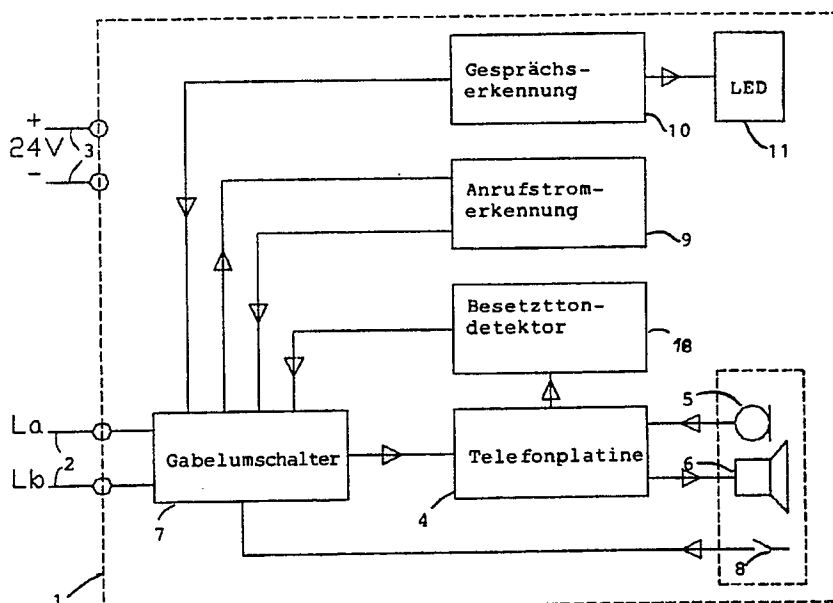 Gesprächs-
erkennung
LED
10
11
+
24V
3
-
Anrufstrom-
erkennung
9
Besetztton-
detektor
18
5
La
2
Lb
Gabelumschalter
7
Telefonplatine
4
6
8
1